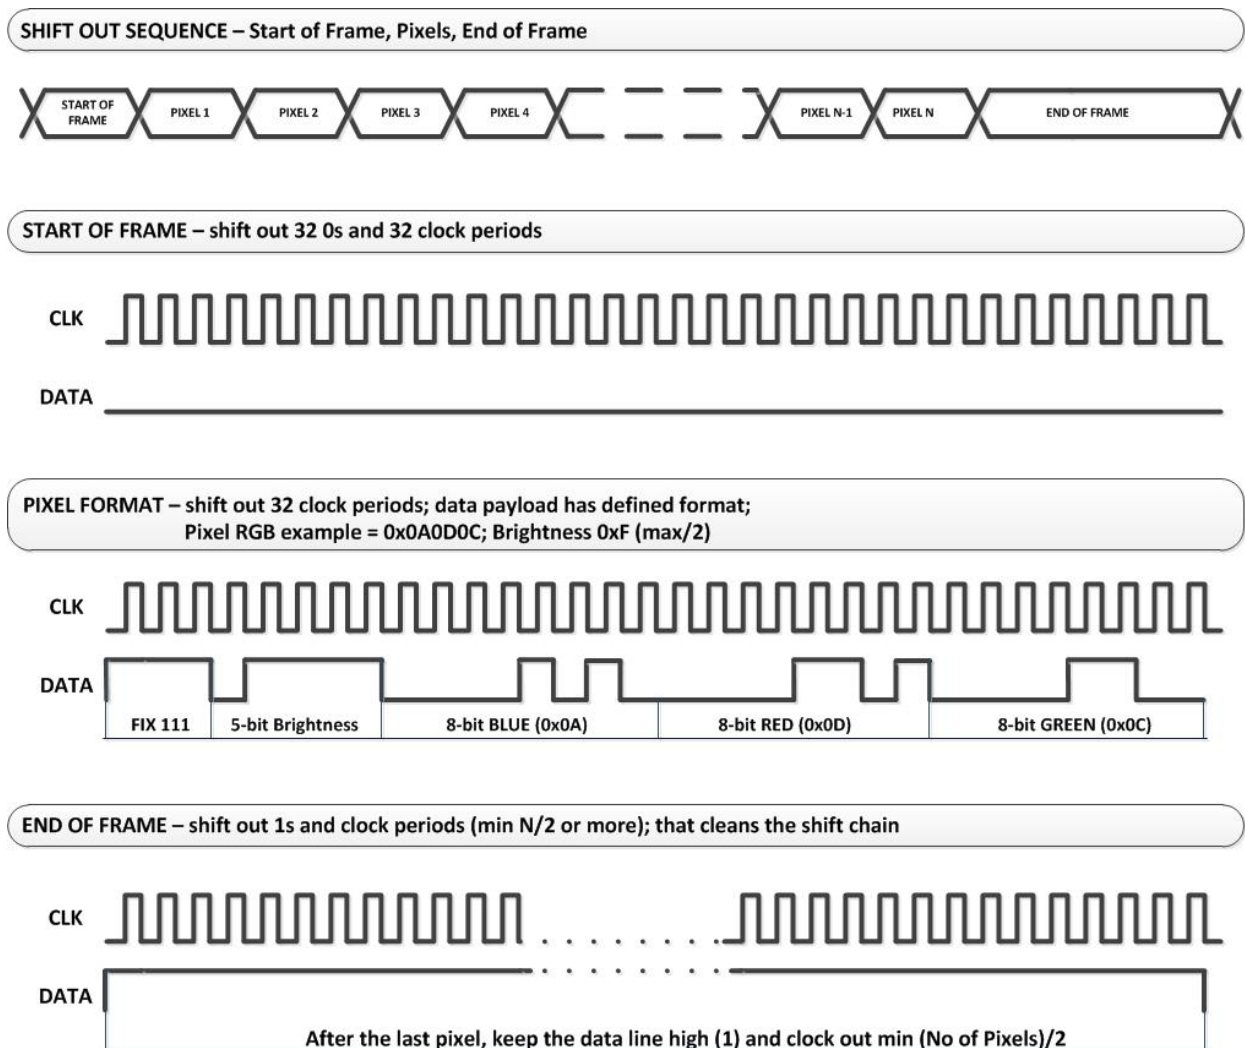 SHIFT OUT SEQUENCE – Start of Frame, Pixels, End of Frame
START OF
FRAME
PIXEL 1
PIXEL 2
PIXEL 3
PIXEL 4
PIXEL N-1
PIXEL N
END OF FRAME
START OF FRAME – shift out 32 0s and 32 clock periods
CLK
DATA
PIXEL FORMAT – shift out 32 clock periods; data payload has defined format;
Pixel RGB example = 0x0A0D0C; Brightness 0xF (max/2)
CLK
DATA
FIX 111
5-bit Brightness
8-bit BLUE (0x0A)
8-bit RED (0x0D)
8-bit GREEN (0x0C)
END OF FRAME – shift out 1s and clock periods (min N/2 or more); that cleans the shift chain
CLK
DATA
After the last pixel, keep the data line high (1) and clock out min (No of Pixels)/2